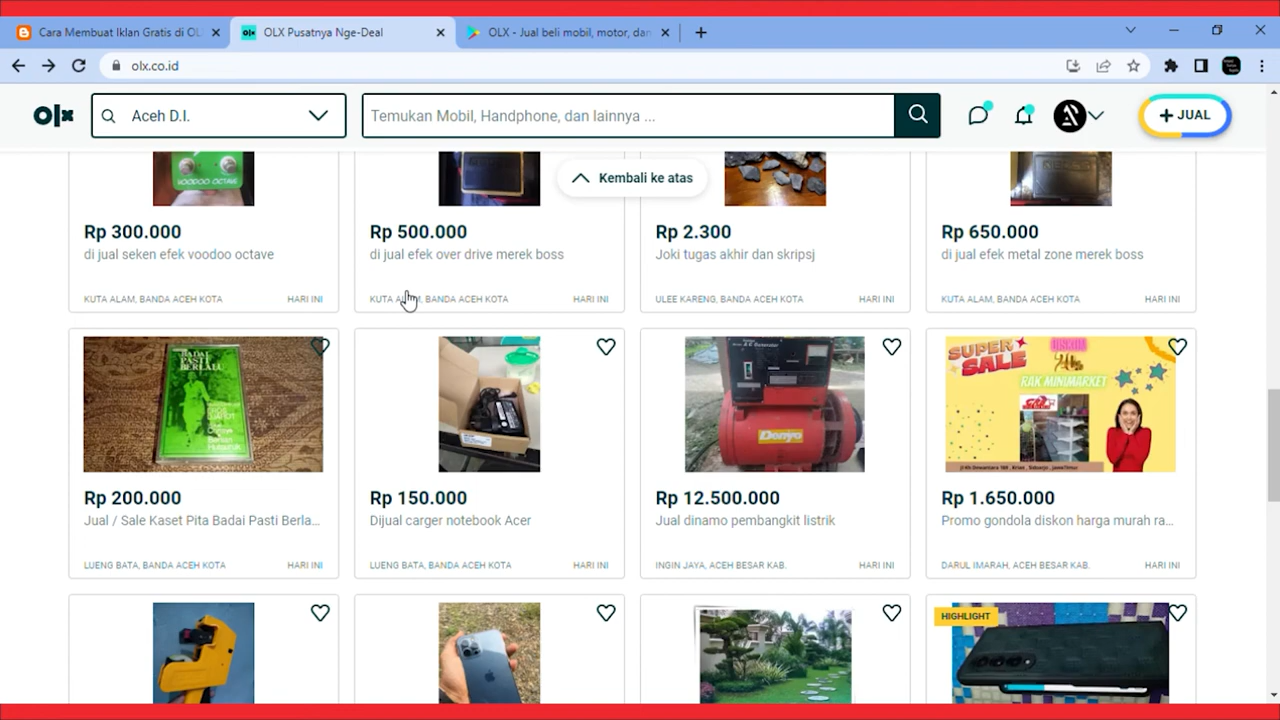 Cara Membuat Iklan Gratis di OL
OLX Pusatnya Nge-Deal
OLX - Jual beli mobil, motor, dan
olx.co.id
olx
Aceh D.I.
Temukan Mobil, Handphone, dan lainnya ...
+ JUAL
Kembali ke atas
VOODOO OCTAVE
Rp 300.000
di jual seken efek voodoo octave
KUTA ALAM, BANDA ACEH KOTA
HARI INI
Rp 500.000
di jual efek over drive merek boss
KUTA ALAM, BANDA ACEH KOTA
HARI INI
Rp 2.300
Joki tugas akhir dan skripsj
ULEE KARENG, BANDA ACEH KOTA
HARI INI
Rp 650.000
di jual efek metal zone merek boss
KUTA ALAM, BANDA ACEH KOTA
HARI INI
BADAI
PASTI
BERLALU
Rp 200.000
Jual / Sale Kaset Pita Badai Pasti Berla...
LUENG BATA, BANDA ACEH KOTA
HARI INI
Rp 150.000
Dijual carger notebook Acer
LUENG BATA, BANDA ACEH KOTA
HARI INI
Denyo
Rp 12.500.000
Jual dinamo pembangkit listrik
INGIN JAYA, ACEH BESAR KAB.
HARI INI
SUPER
SALE
RAK MINIMARKET
Rp 1.650.000
Promo gondola diskon harga murah ra...
DARUL IMARAH, ACEH BESAR KAB.
HARI INI
HIGHLIGHT